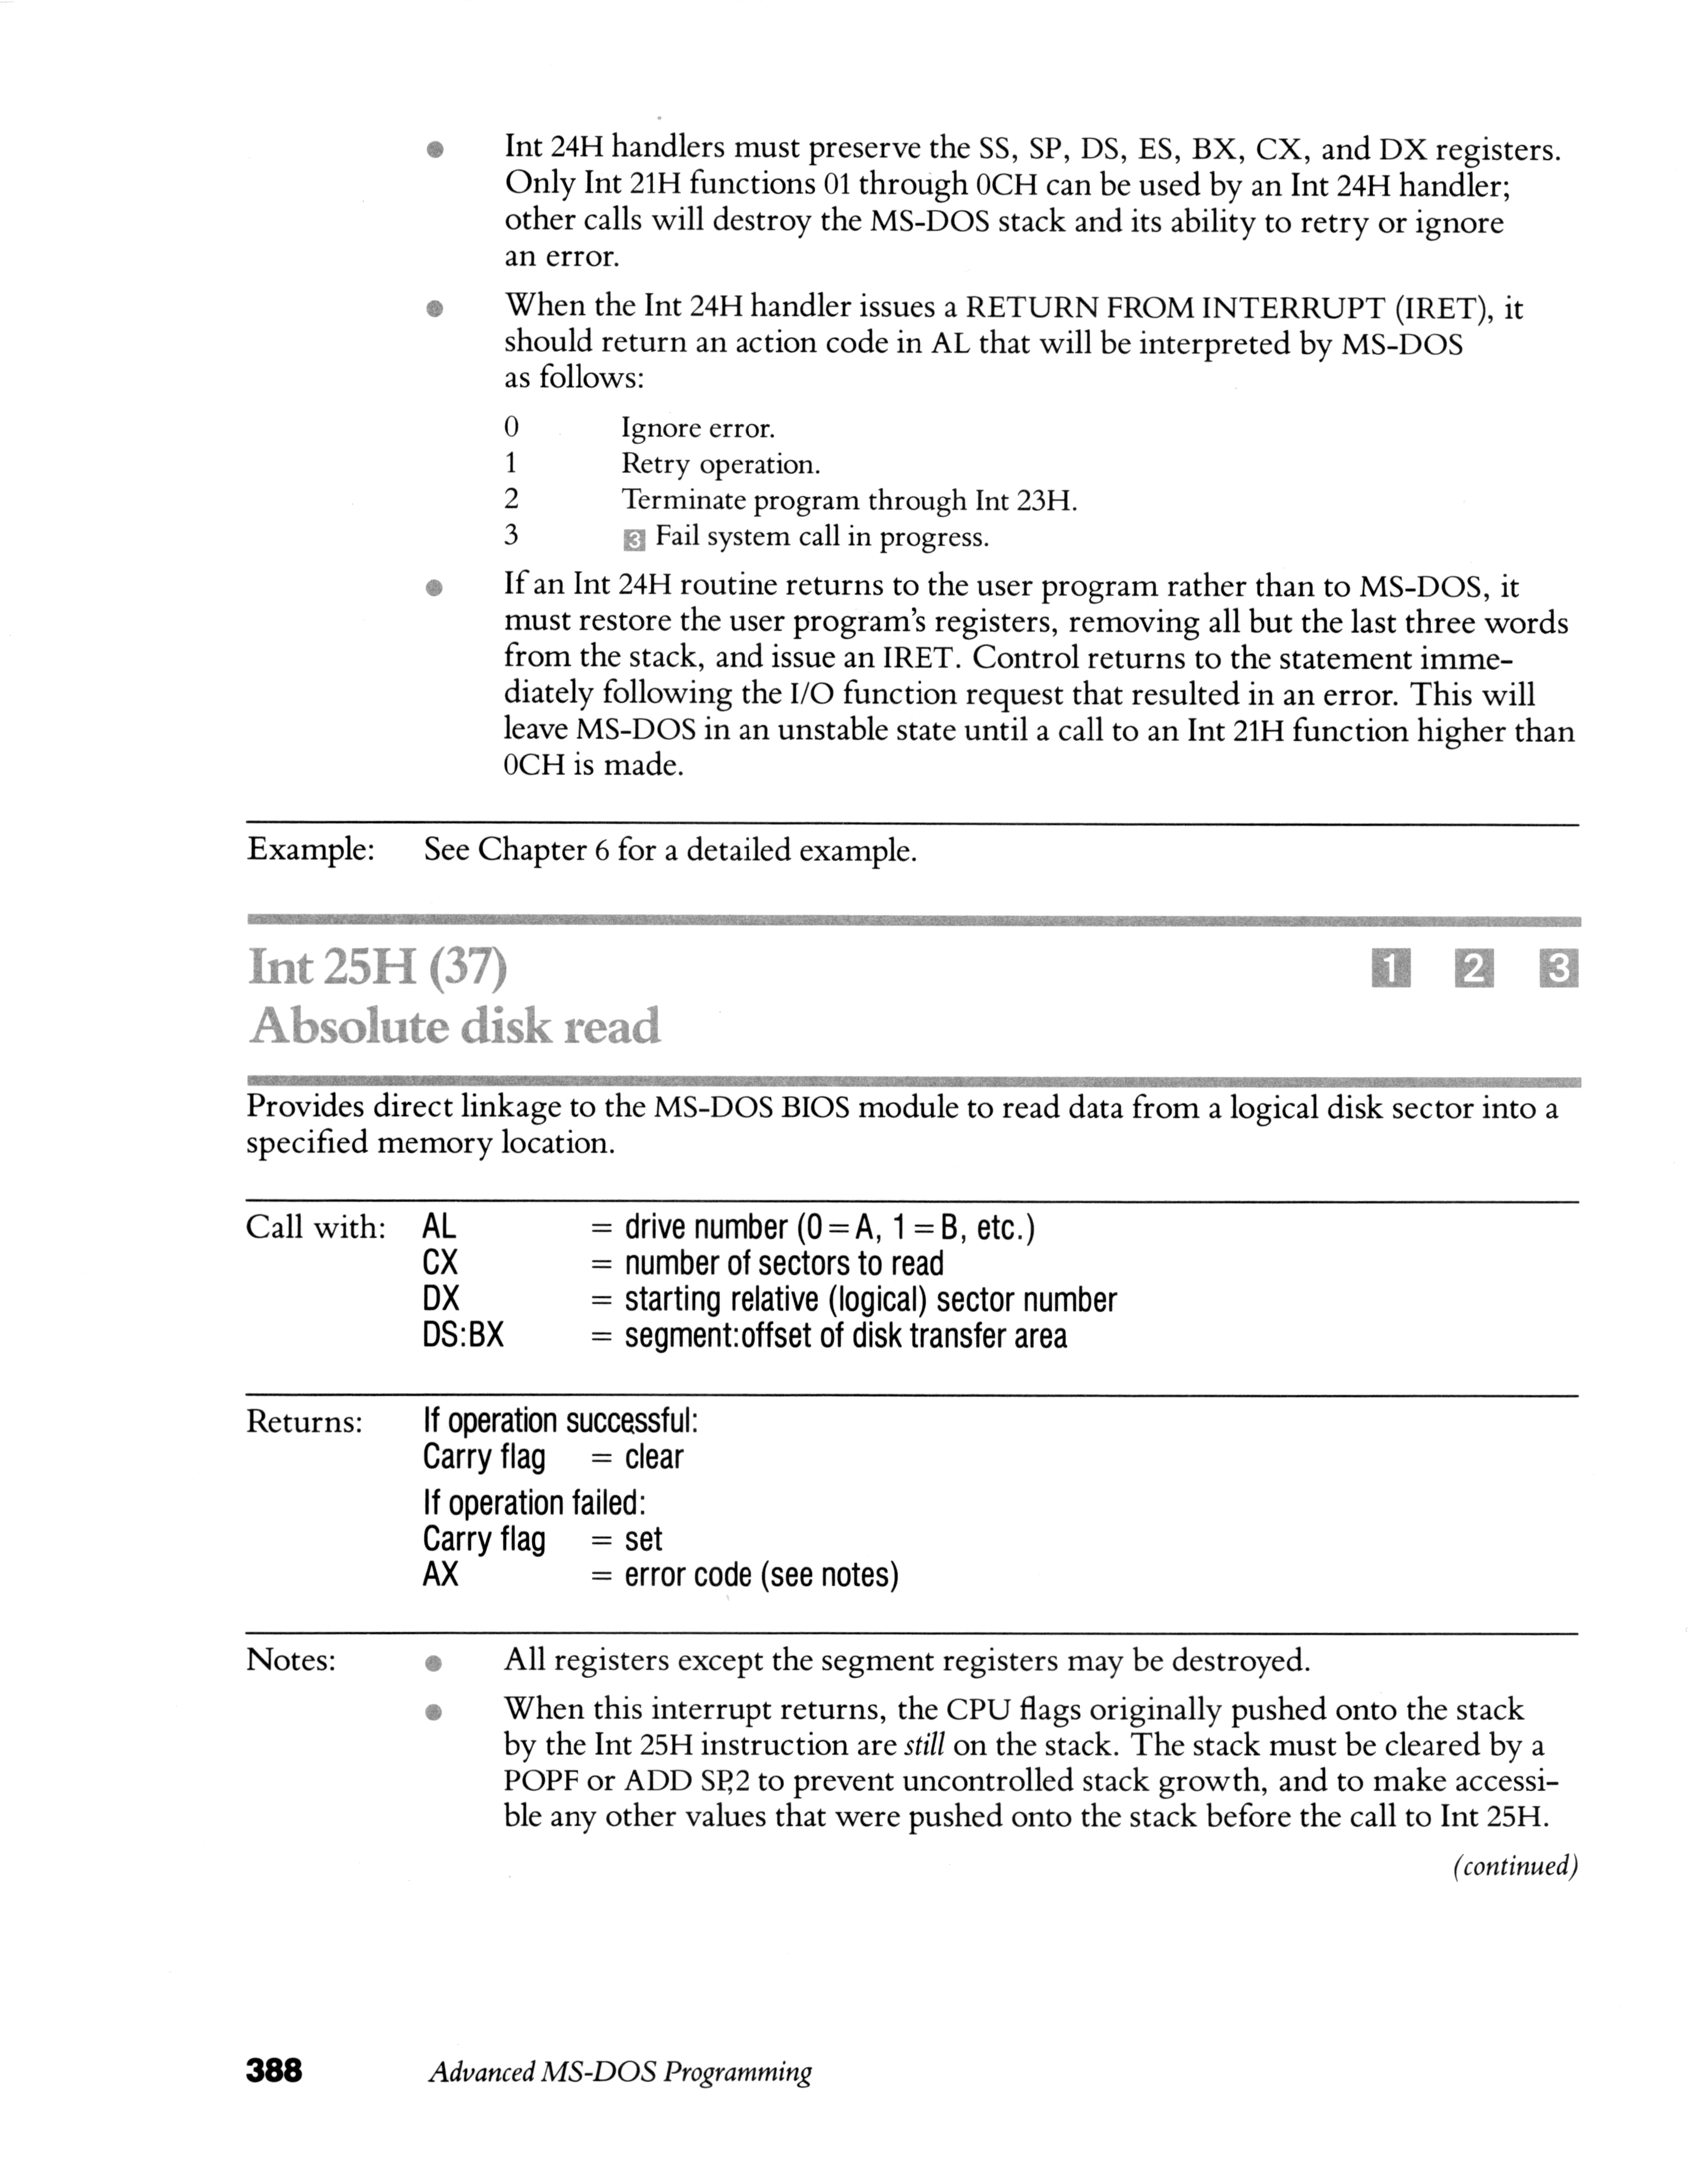 Int 24H handlers must preserve the SS, SP, DS, ES, BX, CX, and DX registers.
Only Int 21H functions 01 through 0CH can be used by an Int 24H handler;
other calls will destroy the MS-DOS stack and its ability to retry or ignore
an error.
When the Int 24H handler issues a RETURN FROM INTERRUPT (IRET), it
should return an action code in AL that will be interpreted by MS-DOS
as follows:
0 Ignore error.
1 Retry operation.
2 Terminate program through Int 23H.
3 3 Fail system call in progress.
If an Int 24H routine returns to the user program rather than to MS-DOS, it
must restore the user program's registers, removing all but the last three words
from the stack, and issue an IRET. Control returns to the statement imme-
diately following the I/O function request that resulted in an error. This will
leave MS-DOS in an unstable state until a call to an Int 21H function higher than
0CH is made.
Example: See Chapter 6 for a detailed example.
Int 25H (37) 1 2 3
Absolute disk read
Provides direct linkage to the MS-DOS BIOS module to read data from a logical disk sector into a
specified memory location.
Call with: AL = drive number (0=A, 1=B, etc.)
CX = number of sectors to read
DX = starting relative (logical) sector number
DS:BX = segment:offset of disk transfer area
Returns: If operation successful:
Carry flag = clear
If operation failed:
Carry flag = set
AX = error code (see notes)
Notes: All registers except the segment registers may be destroyed.
When this interrupt returns, the CPU flags originally pushed onto the stack
by the Int 25H instruction are still on the stack. The stack must be cleared by a
POPF or ADD SP,2 to prevent uncontrolled stack growth, and to make accessi-
ble any other values that were pushed onto the stack before the call to Int 25H.
(continued)
388 Advanced MS-DOS Programming